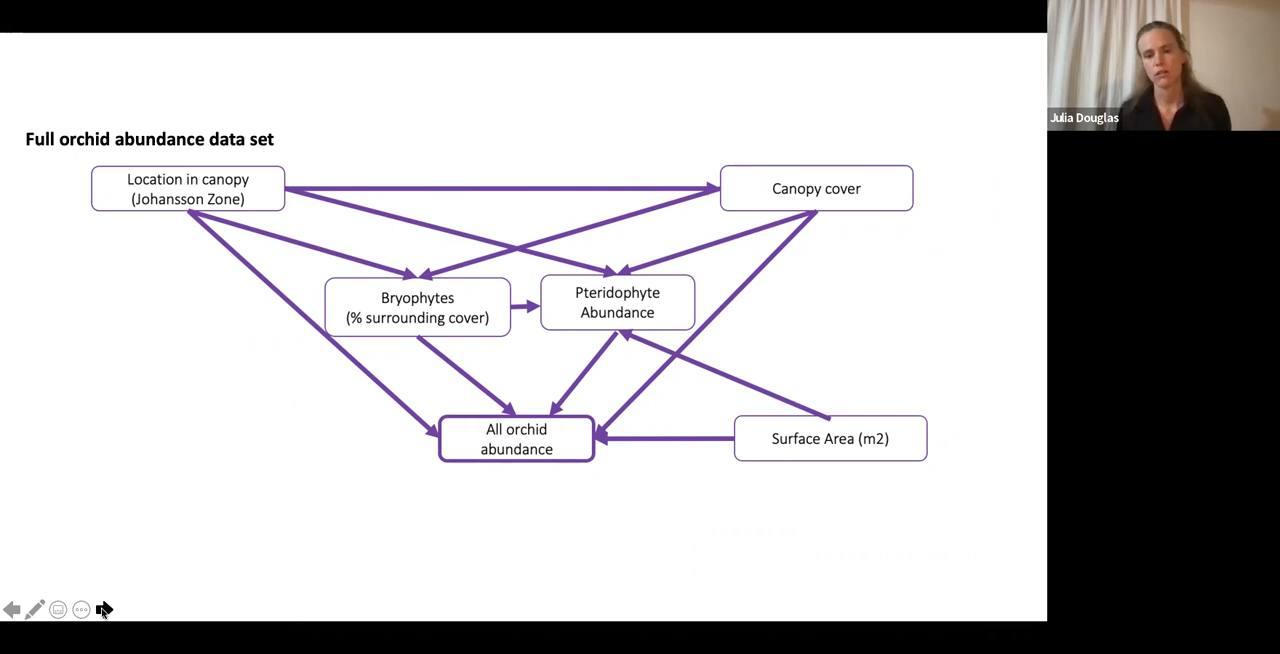 Full orchid abundance data set
Location in canopy
(Johansson Zone)
Canopy cover
Bryophytes
(% surrounding cover)
Pteridophyte
Abundance
All orchid
abundance
Surface Area (m2)
Julia Douglas